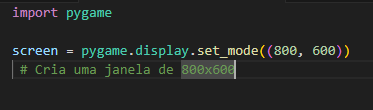 import pygame
screen = pygame.display.set_mode((800, 600))
# Cria uma janela de 800x600